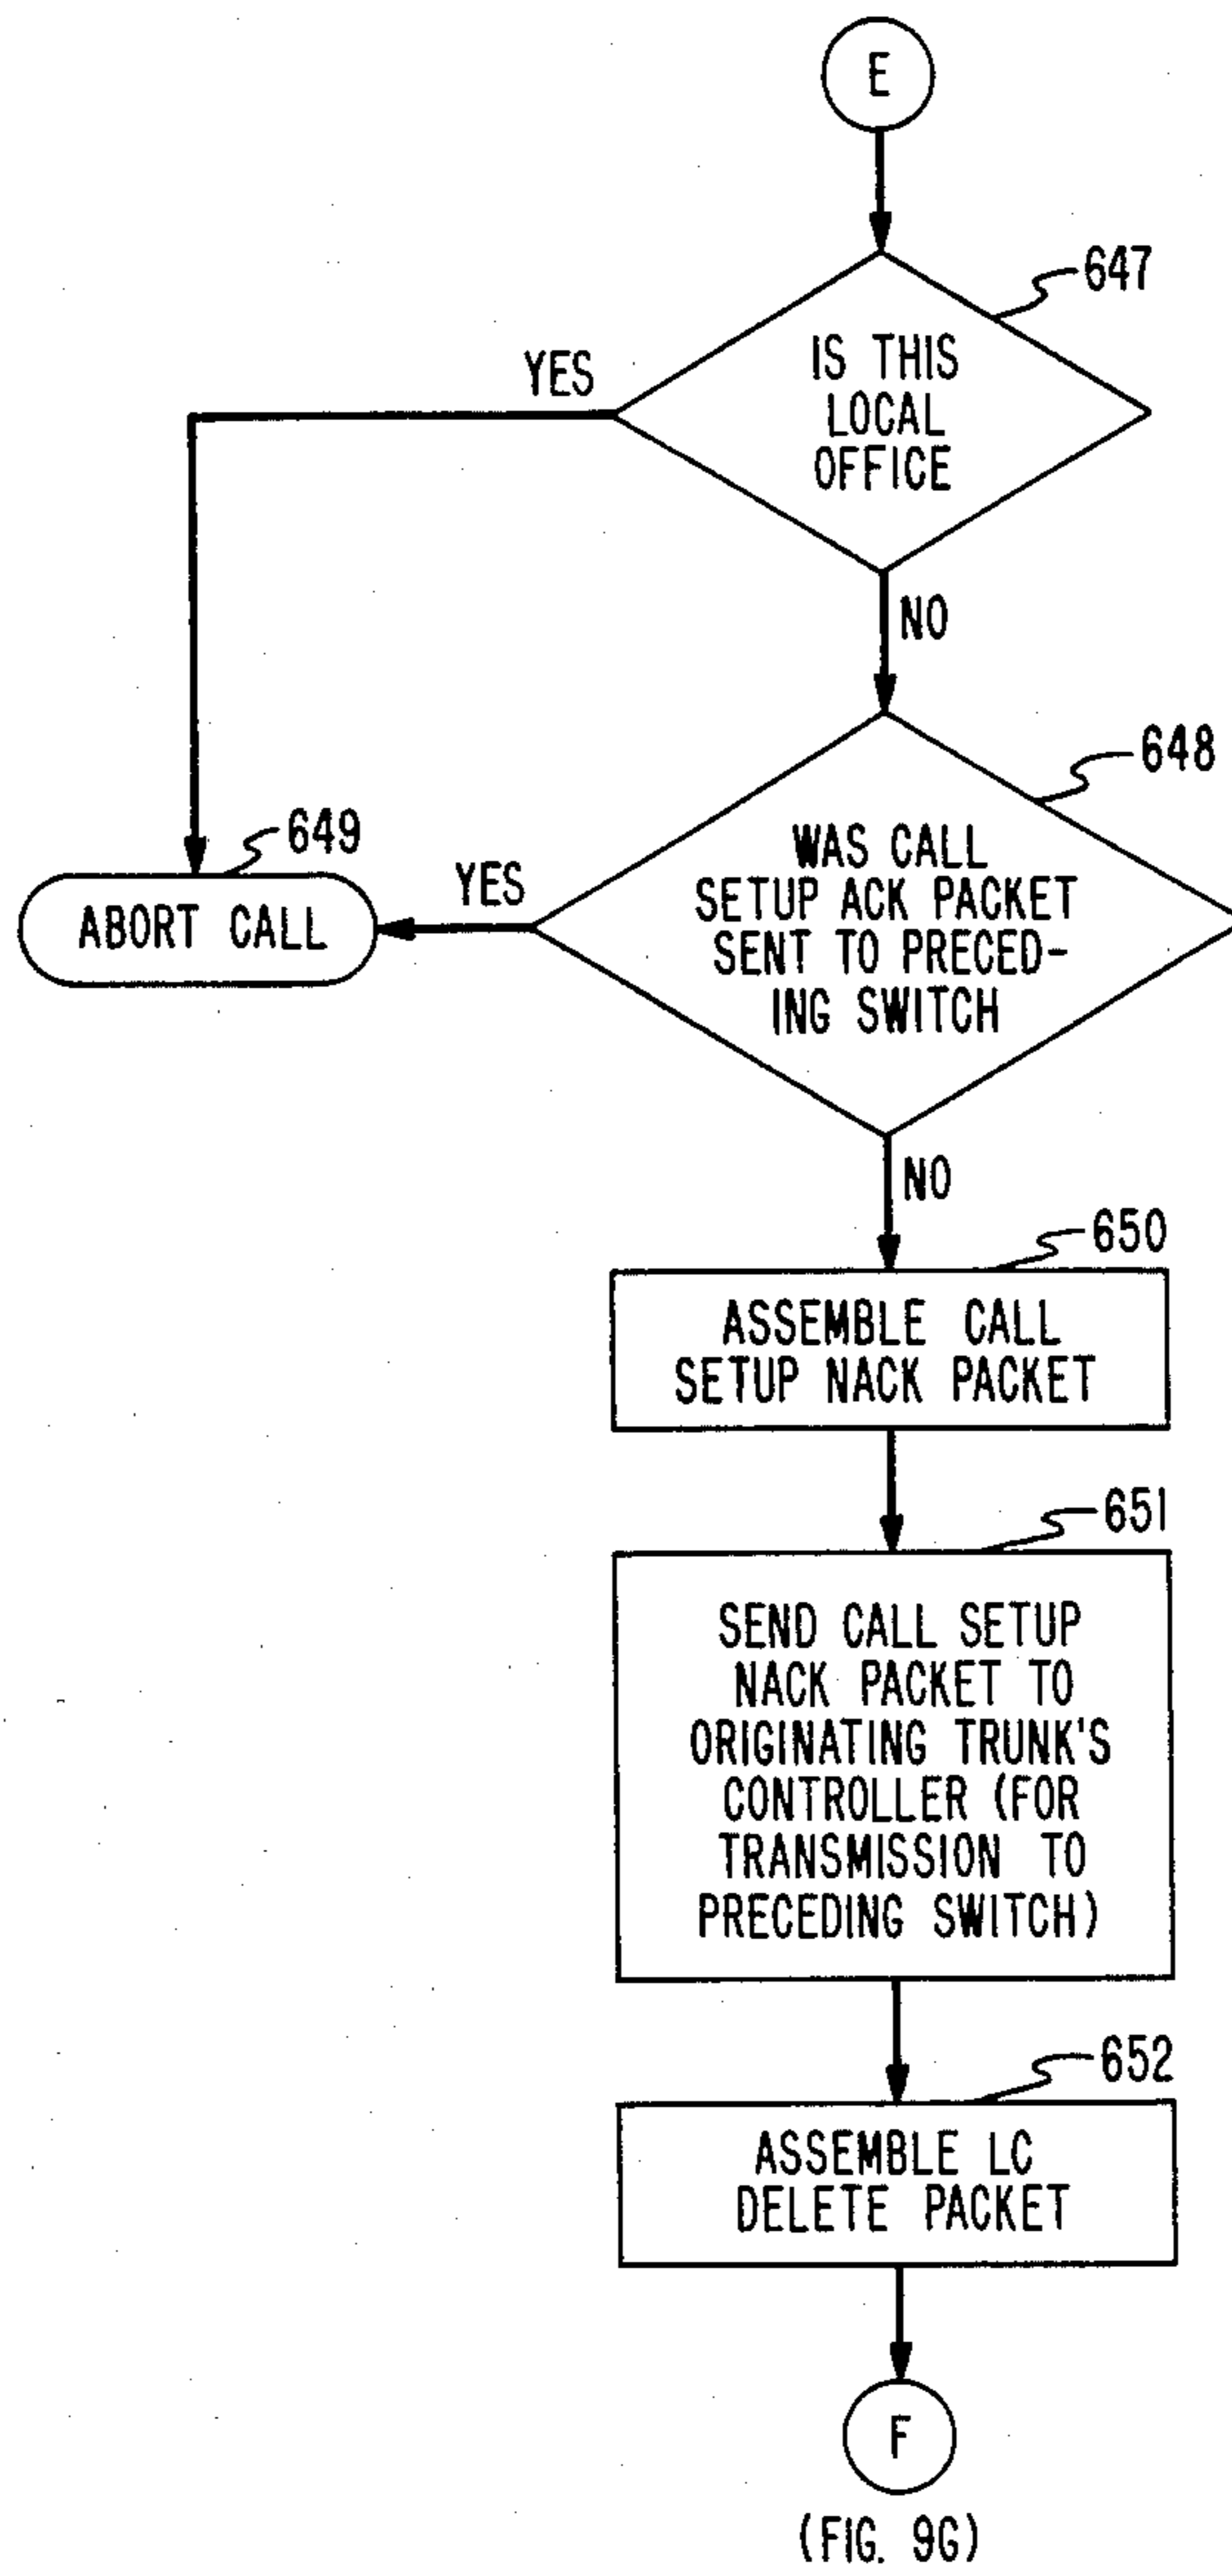 E
647
IS THIS
LOCAL
OFFICE
YES
NO
648
WAS CALL
SETUP ACK PACKET
SENT TO PRECED-
ING SWITCH
YES
649
ABORT CALL
NO
650
ASSEMBLE CALL
SETUP NACK PACKET
651
SEND CALL SETUP
NACK PACKET TO
ORIGINATING TRUNK'S
CONTROLLER (FOR
TRANSMISSION TO
PRECEDING SWITCH)
652
ASSEMBLE LC
DELETE PACKET
F
(FIG. 9G)